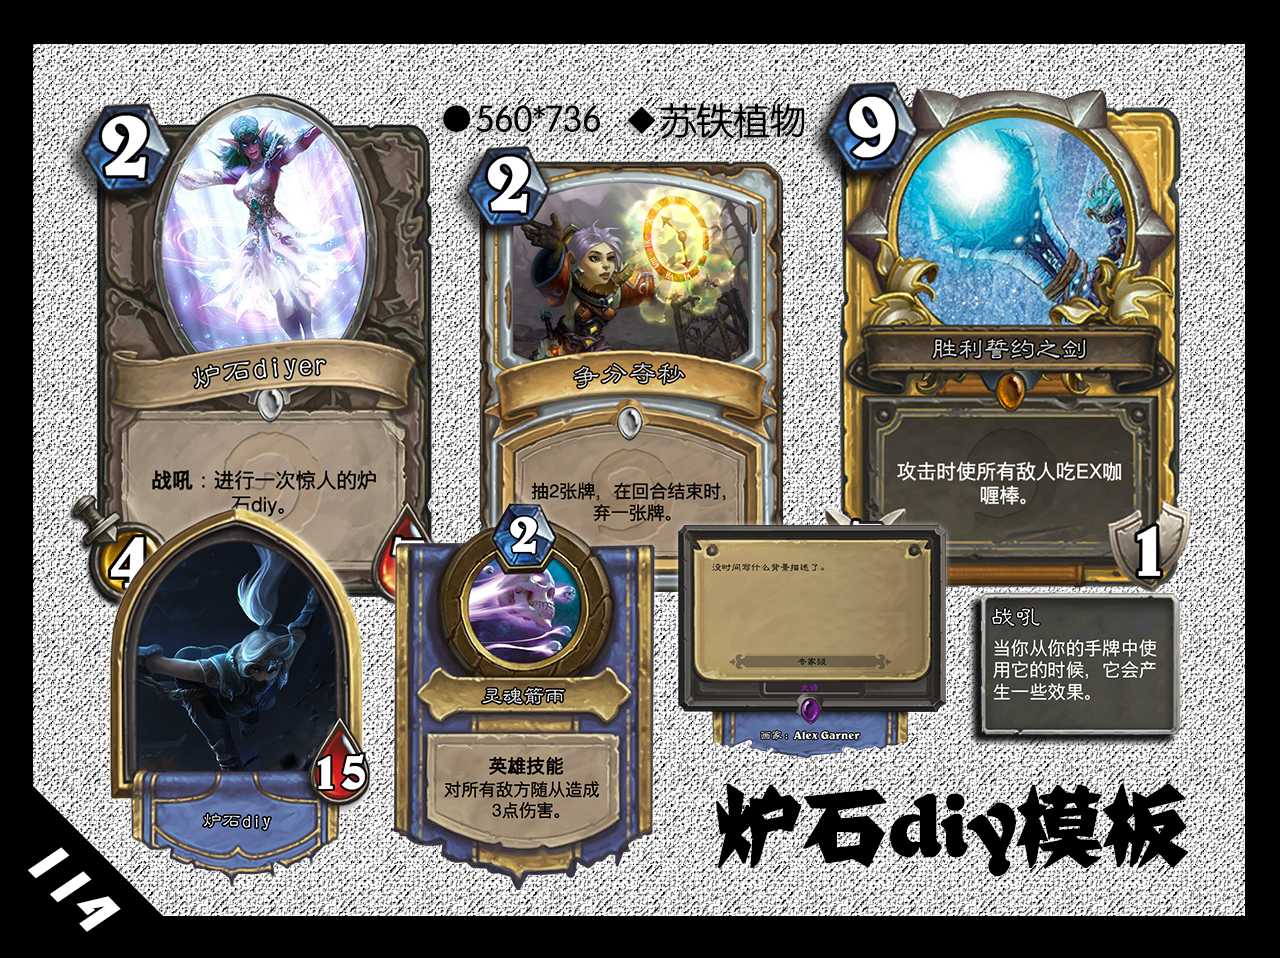 ●560*736 ◆苏铁植物
2
炉石diyer
战吼：进行一次惊人的炉
石diy。
4
2
争分夺秒
抽2张牌，在回合结束时，
弃一张牌。
9
胜利誓约之剑
攻击时使所有敌人吃EX咖
喱棒。
1
15
炉石diy
2
灵魂箭雨
英雄技能
对所有敌方随从造成
3点伤害。
没时间写什么背景描述了。
专家级
画家：Alex Garner
战吼
当你从你的手牌中使
用它的时候，它会产
生一些效果。
炉石diy模板
114